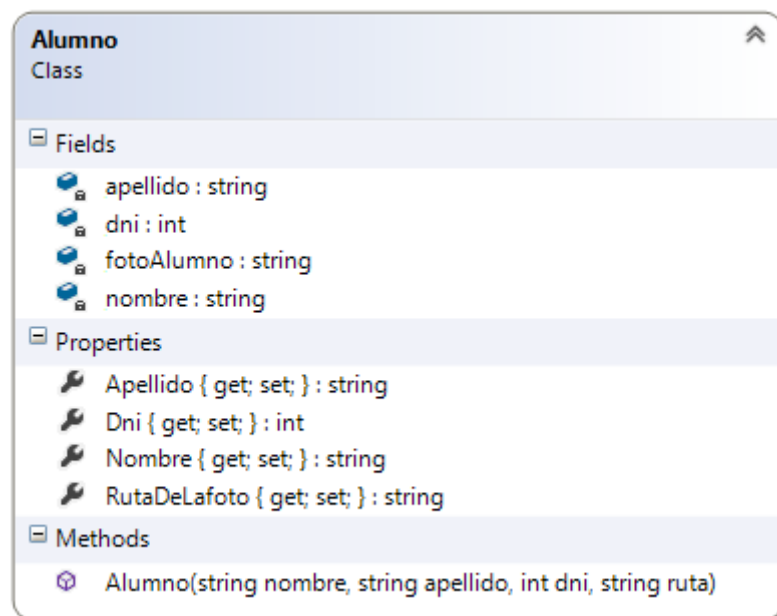 Alumno
Class
Fields
apellido : string
dni : int
fotoAlumno : string
nombre : string
Properties
Apellido { get; set; } : string
Dni { get; set; } : int
Nombre { get; set; } : string
RutaDeLafoto { get; set; } : string
Methods
Alumno(string nombre, string apellido, int dni, string ruta)